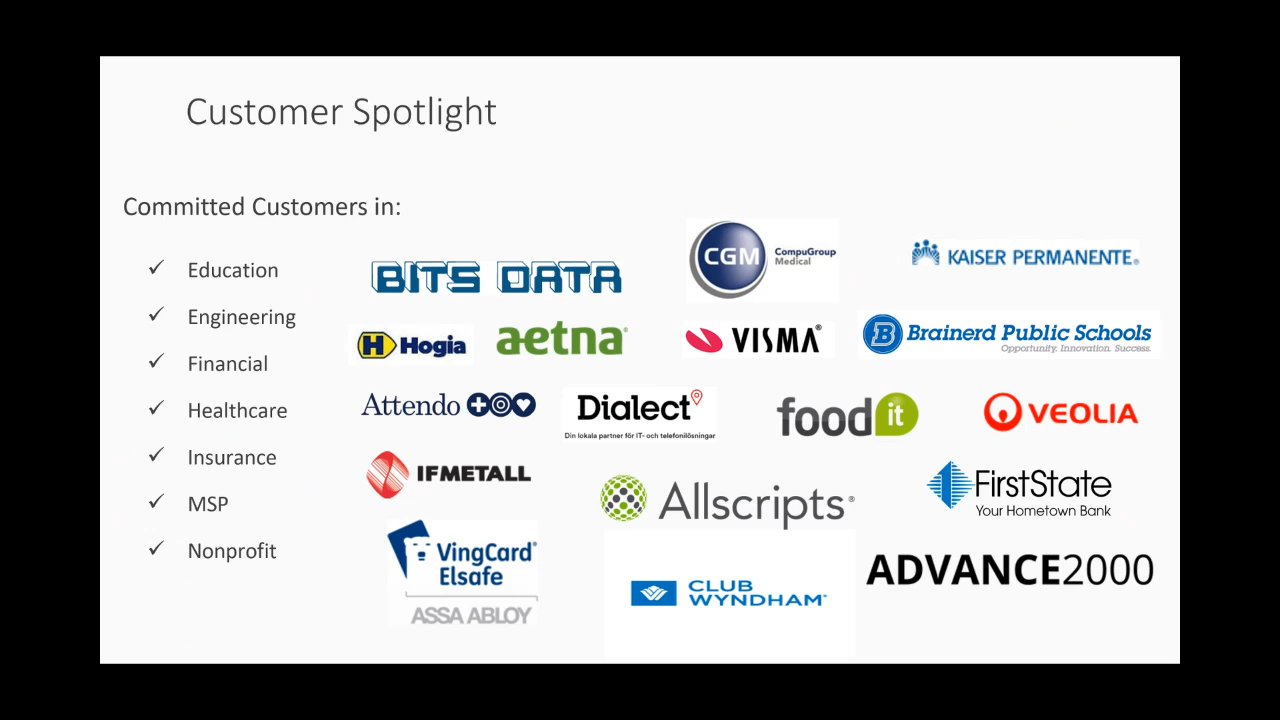 Customer Spotlight
Committed Customers in:
✓ Education
✓ Engineering
✓ Financial
✓ Healthcare
✓ Insurance
✓ MSP
✓ Nonprofit
BITS DATA
CGM CompuGroup
Medical
KAISER PERMANENTE®
H Hogia
aetna®
VISMA®
B Brainerd Public Schools
Opportunity. Innovation. Success.
Attendo
Dialect
Din lokala partner för IT- och telefonilösningar
food it
VEOLIA
IFMETALL
Allscripts®
FirstState
Your Hometown Bank
VingCard®
Elsafe
ASSA ABLOY
CLUB
WYNDHAM®
ADVANCE2000